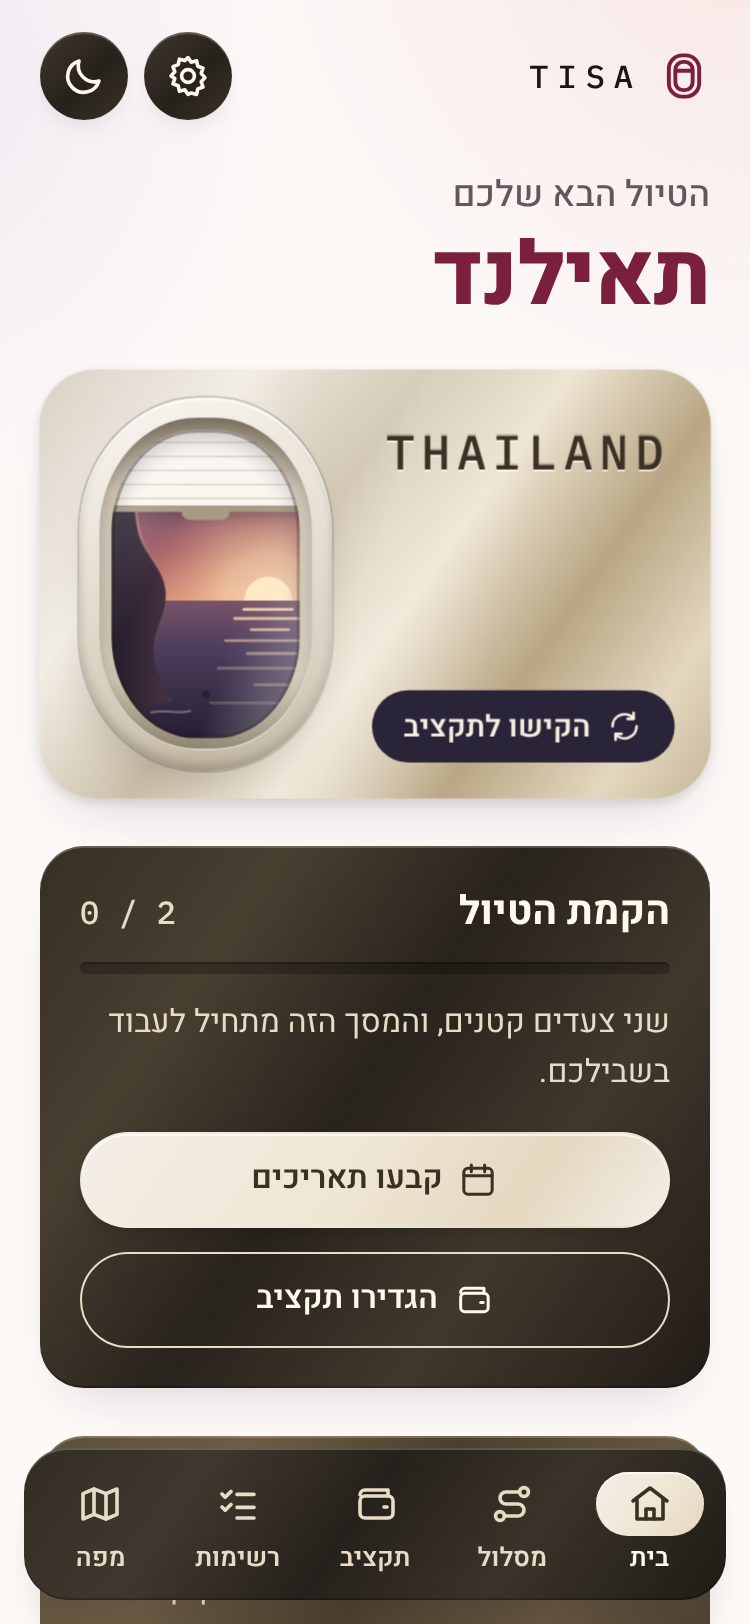 TISA
הטיול הבא שלכם
תאילנד
THAILAND
הקישו לתקציב
הקמת הטיול
0 / 2
שני צעדים קטנים, והמסך הזה מתחיל לעבוד
בשבילכם.
קבעו תאריכים
הגדירו תקציב
בית
מסלול
תקציב
רשימות
מפה